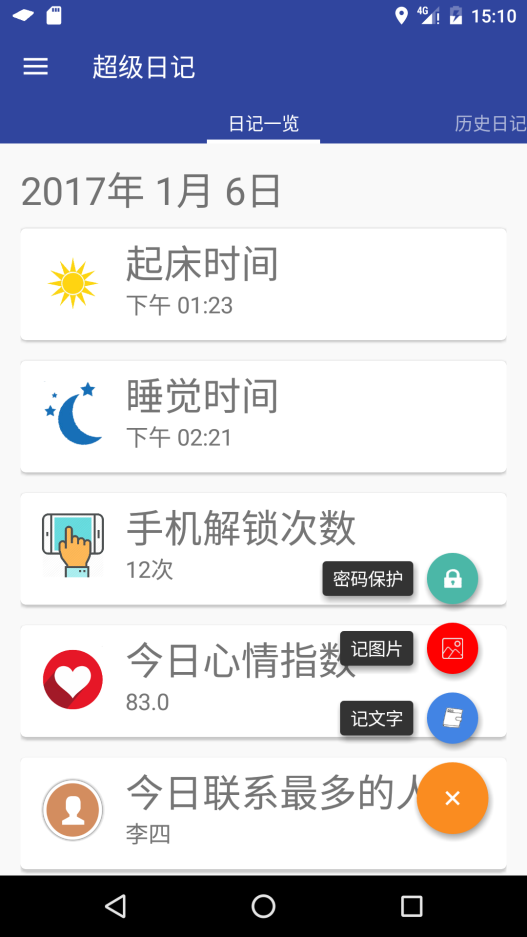 4G 15:10
超级日记
日记一览 历史日记
2017年 1月 6日
起床时间
下午 01:23
睡觉时间
下午 02:21
手机解锁次数
12次
密码保护
今日心情指数
83.0
记图片
记文字
今日联系最多的人
李四